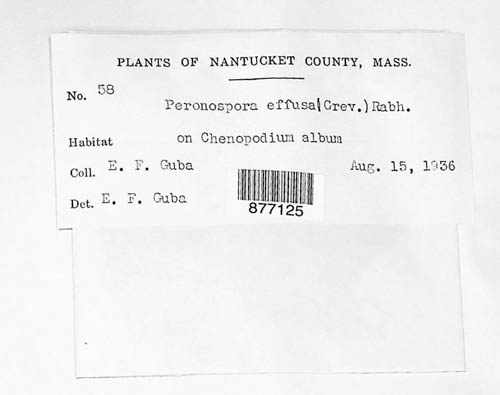 PLANTS OF NANTUCKET COUNTY, MASS.
No. 58
Peronospora effusa(Grev.) Rabh.
Habitat on Chenopodium album
Coll. E. F. Guba Aug. 15, 1936
Det. E. F. Guba
877125